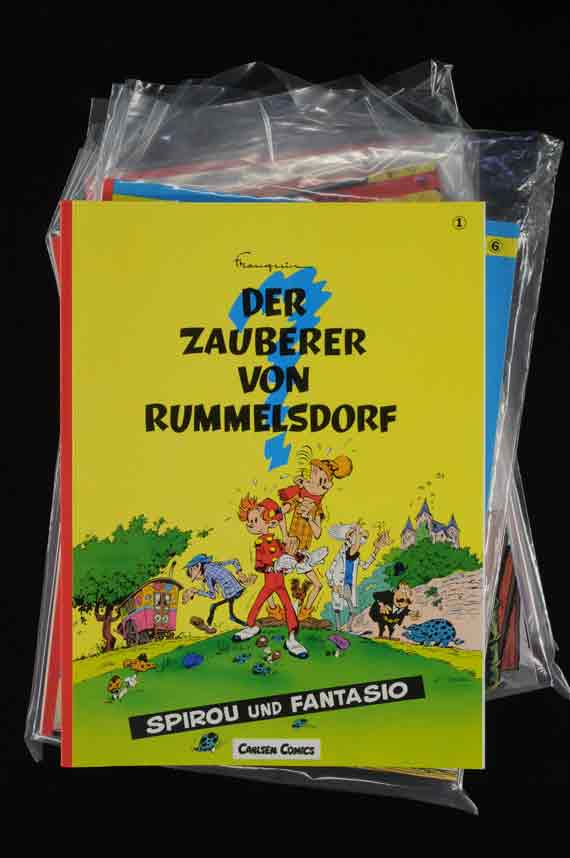 1
6
Franquin
DER
ZAUBERER
VON
RUMMELSDORF
?
SPIROU UND FANTASIO
CARLSEN COMICS